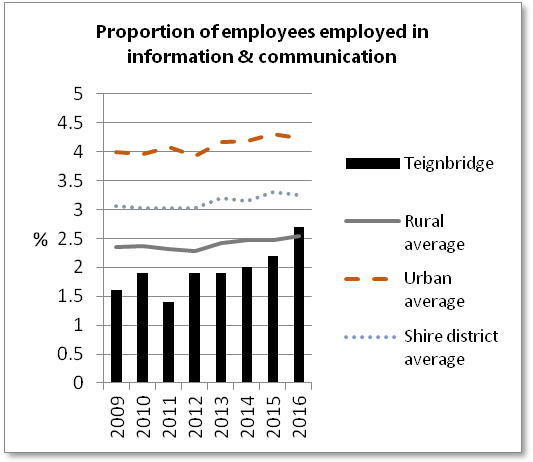 Proportion of employees employed in
information & communication
5
4.5
4
3.5
3
2.5
2
1.5
1
0.5
0
%
2009
2010
2011
2012
2013
2014
2015
2016
Teignbridge
Rural
average
Urban
average
Shire district
average